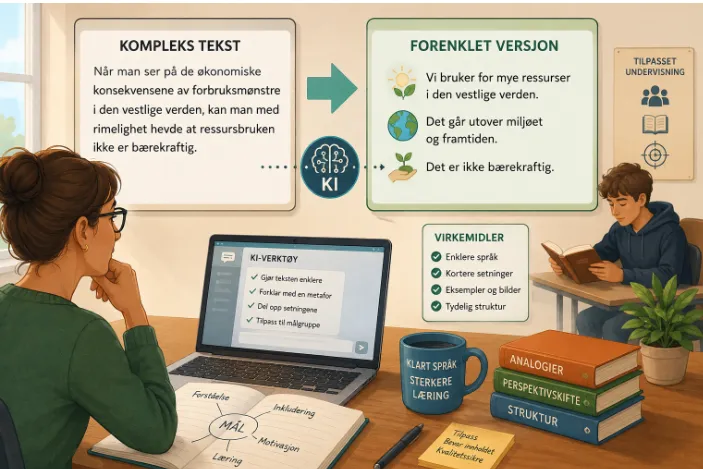 KOMPLEKS TEKST
Når man ser på de økonomiske
konsekvensene av forbruksmønstre
i den vestlige verden, kan man med
rimelighet hevde at ressursbruken
ikke er bærekraftig.
FORENKLET VERSJON
Vi bruker for mye ressurser
i den vestlige verden.
Det går utover miljøet
og framtiden.
Det er ikke bærekraftig.
KI
TILPASSET
UNDERVISNING
VIRKEMIDLER
Enklere språk
Kortere setninger
Eksempler og bilder
Tydelig struktur
KI-VERKTØY
Gjør teksten enklere
Forklar med en metafor
Del opp setningene
Tilpass til målgruppe
KLART SPRÅK
STERKERE
LÆRING
ANALOGIER
PERSPEKTIVSKIFTE
STRUKTUR
Forståelse
Inkludering
MÅL
Motivasjon
Læring
Tilpass
Bevar innholdet
Kvalitetssikre